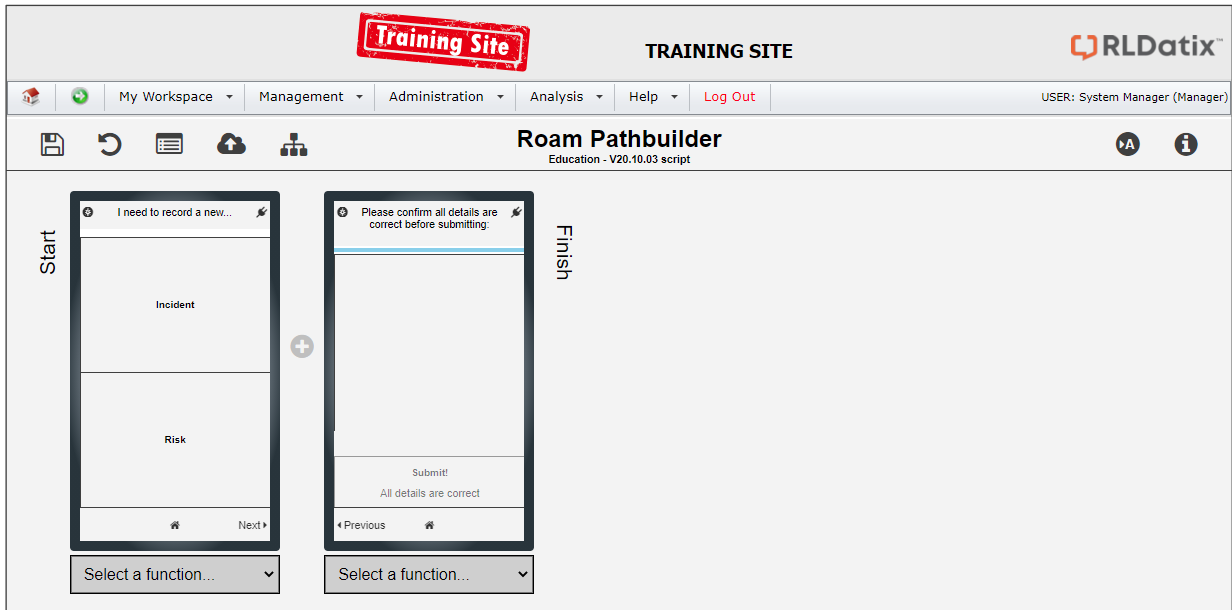 Training Site
TRAINING SITE
RLDatix™
My Workspace
Management
Administration
Analysis
Help
Log Out
USER: System Manager (Manager)
Roam Pathbuilder
Education - V20.10.03 script
A
Start
I need to record a new...
Incident
Risk
Next
Select a function...
Please confirm all details are
correct before submitting:
Submit!
All details are correct
Previous
Select a function...
Finish